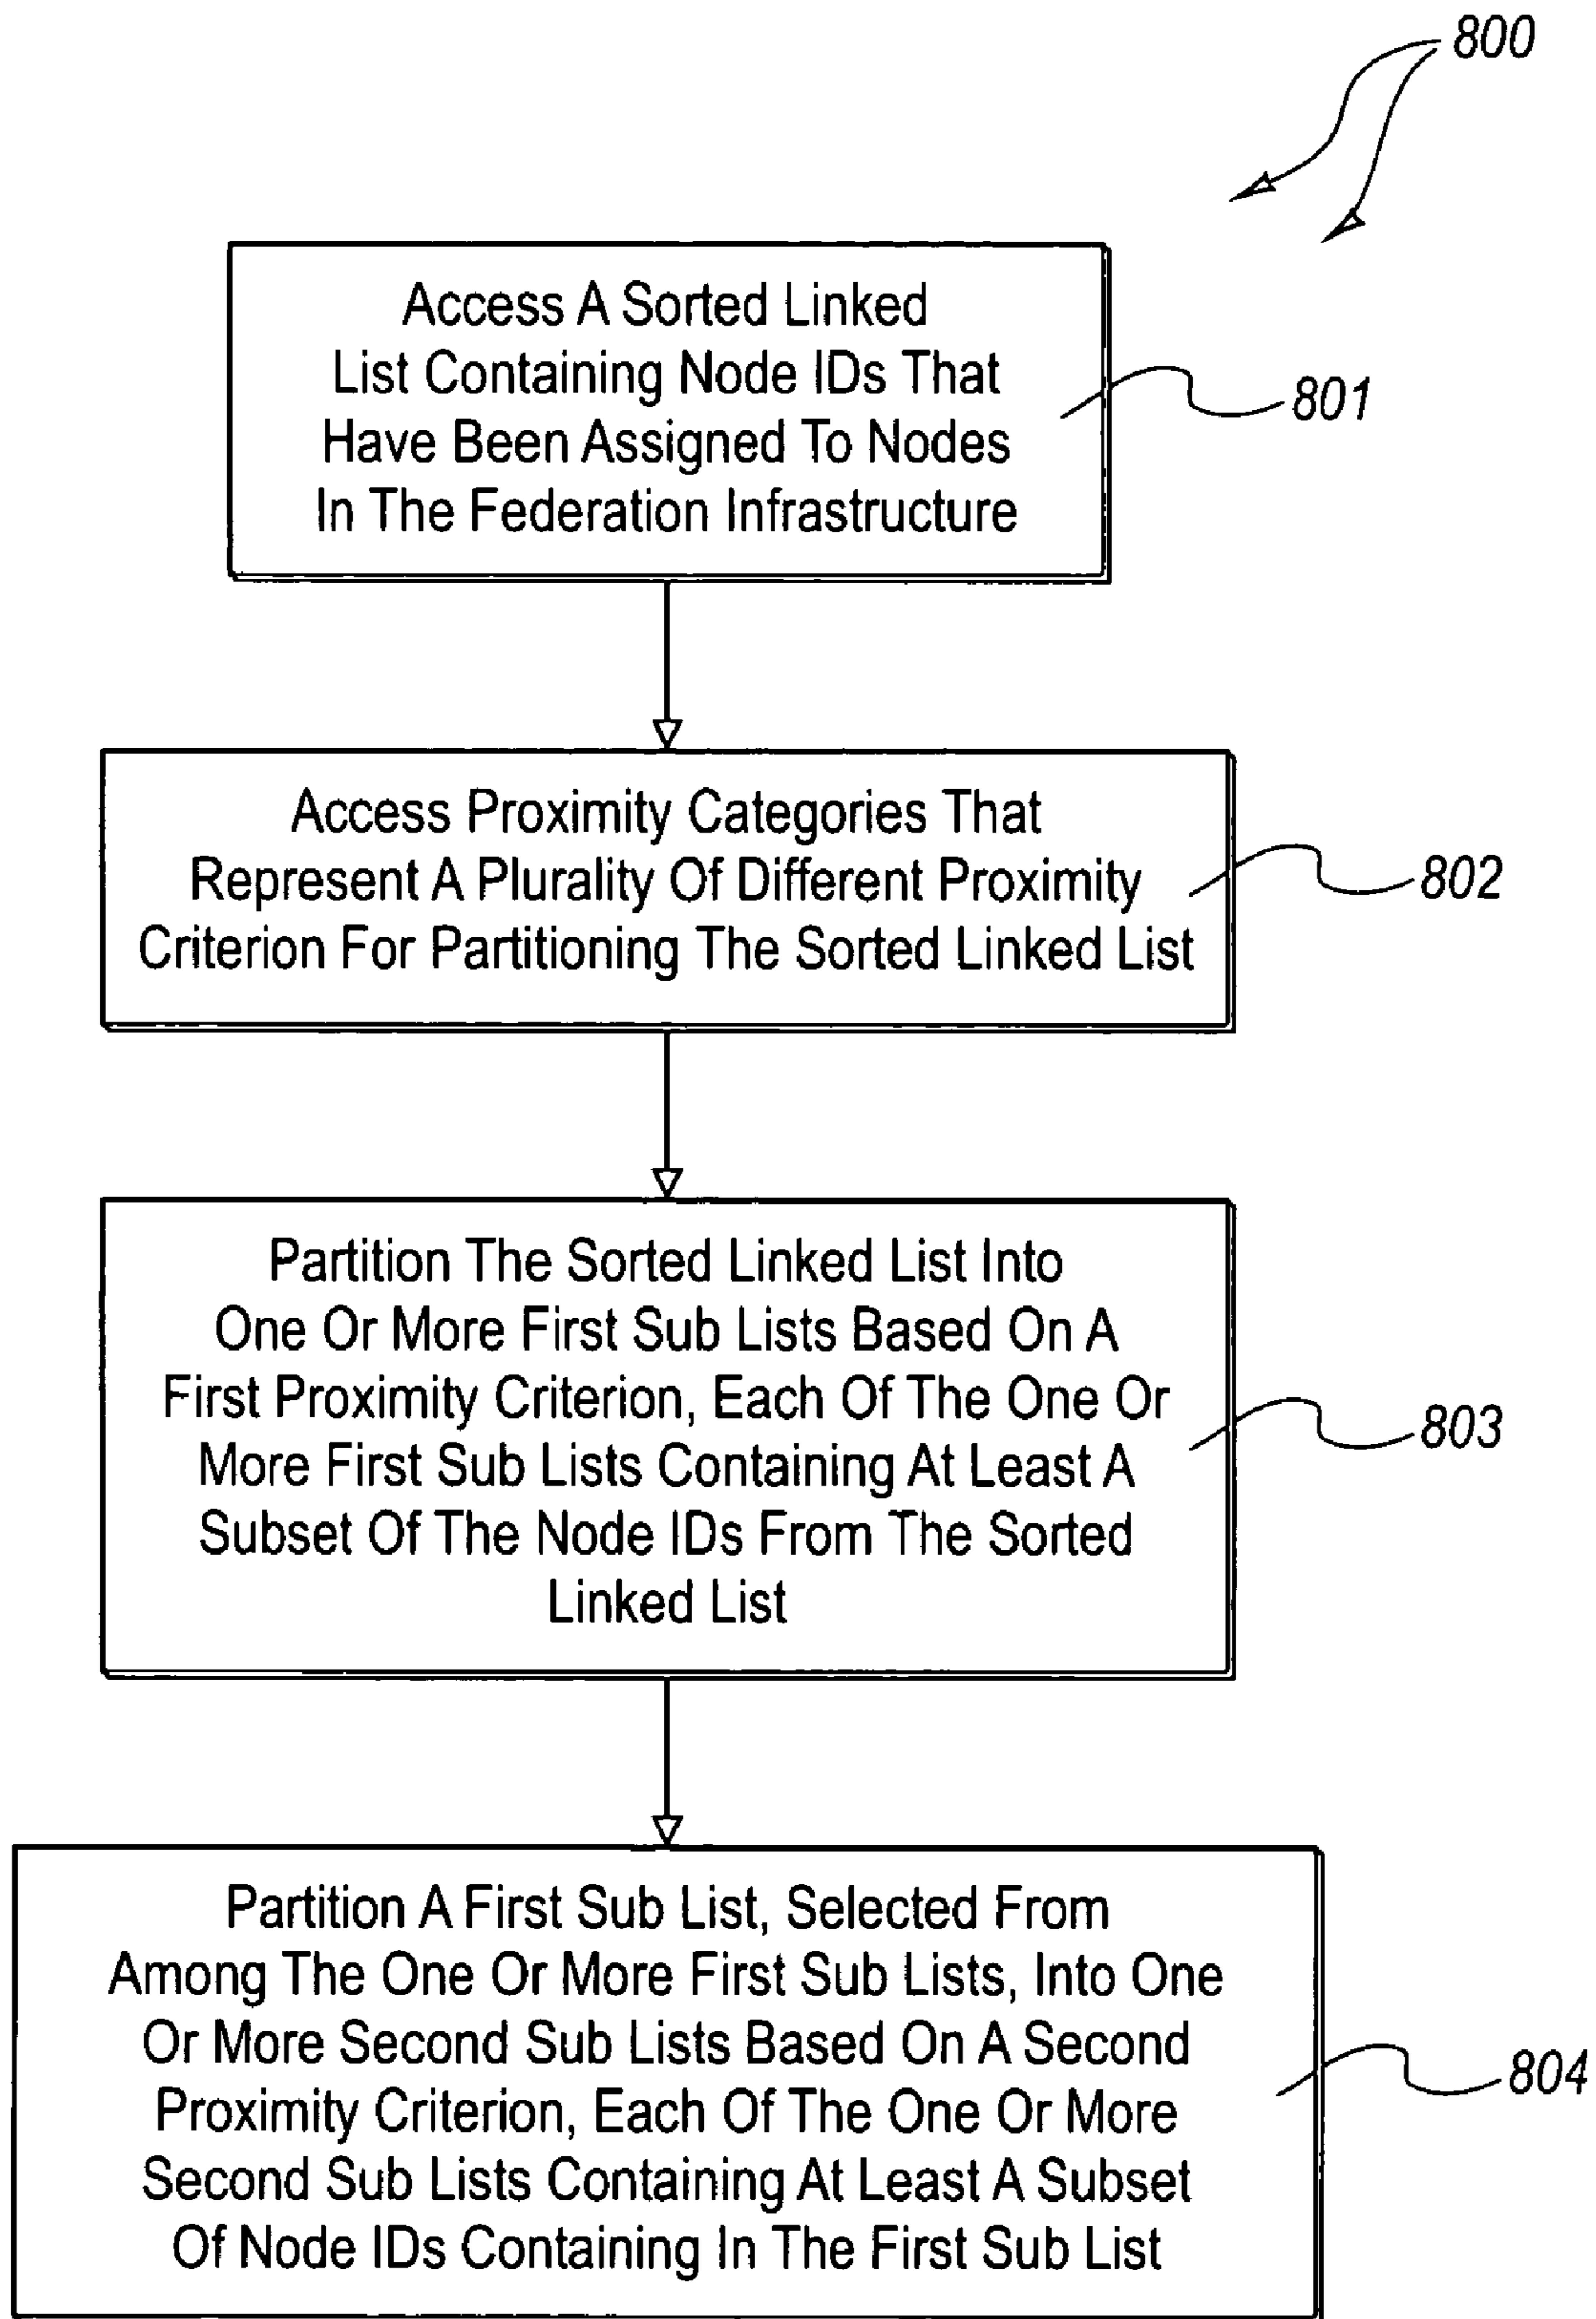 800
Access A Sorted Linked
List Containing Node IDs That
Have Been Assigned To Nodes
In The Federation Infrastructure
801
Access Proximity Categories That
Represent A Plurality Of Different Proximity
Criterion For Partitioning The Sorted Linked List
802
Partition The Sorted Linked List Into
One Or More First Sub Lists Based On A
First Proximity Criterion, Each Of The One Or
More First Sub Lists Containing At Least A
Subset Of The Node IDs From The Sorted
Linked List
803
Partition A First Sub List, Selected From
Among The One Or More First Sub Lists, Into One
Or More Second Sub Lists Based On A Second
Proximity Criterion, Each Of The One Or More
Second Sub Lists Containing At Least A Subset
Of Node IDs Containing In The First Sub List
804